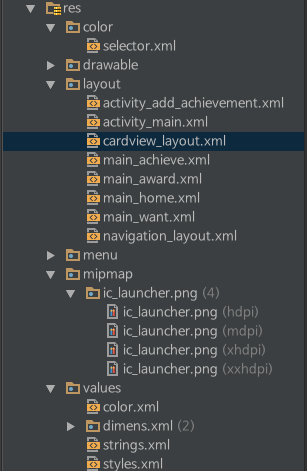 res
color
selector.xml
drawable
layout
activity_add_achievement.xml
activity_main.xml
cardview_layout.xml
main_achieve.xml
main_award.xml
main_home.xml
main_want.xml
navigation_layout.xml
menu
mipmap
ic_launcher.png (4)
ic_launcher.png (hdpi)
ic_launcher.png (mdpi)
ic_launcher.png (xhdpi)
ic_launcher.png (xxhdpi)
values
color.xml
dimens.xml (2)
strings.xml
styles.xml